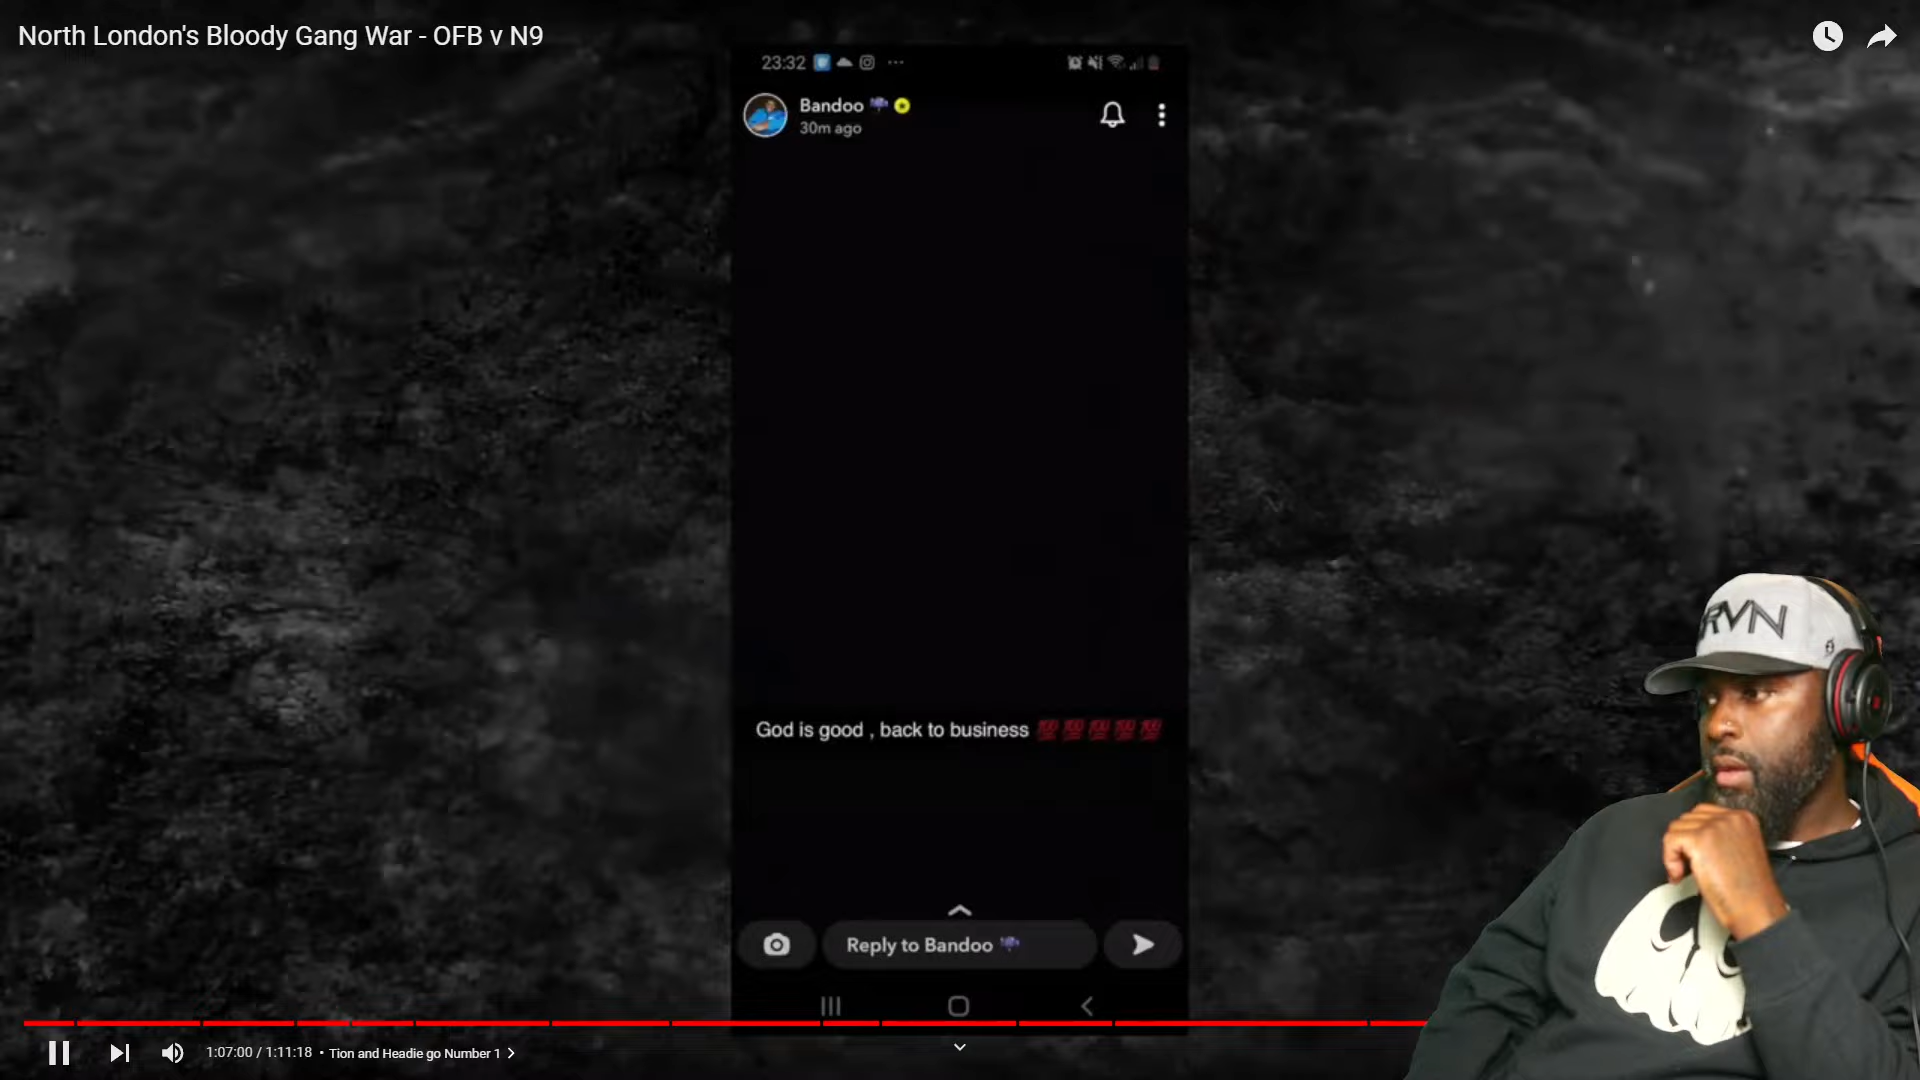 North London's Bloody Gang War - OFB v N9
23:32
Bandoo
30m ago
God is good , back to business 💯💯💯💯💯
Reply to Bandoo
1:07:00 / 1:11:18 • Tion and Headie go Number 1
RVN